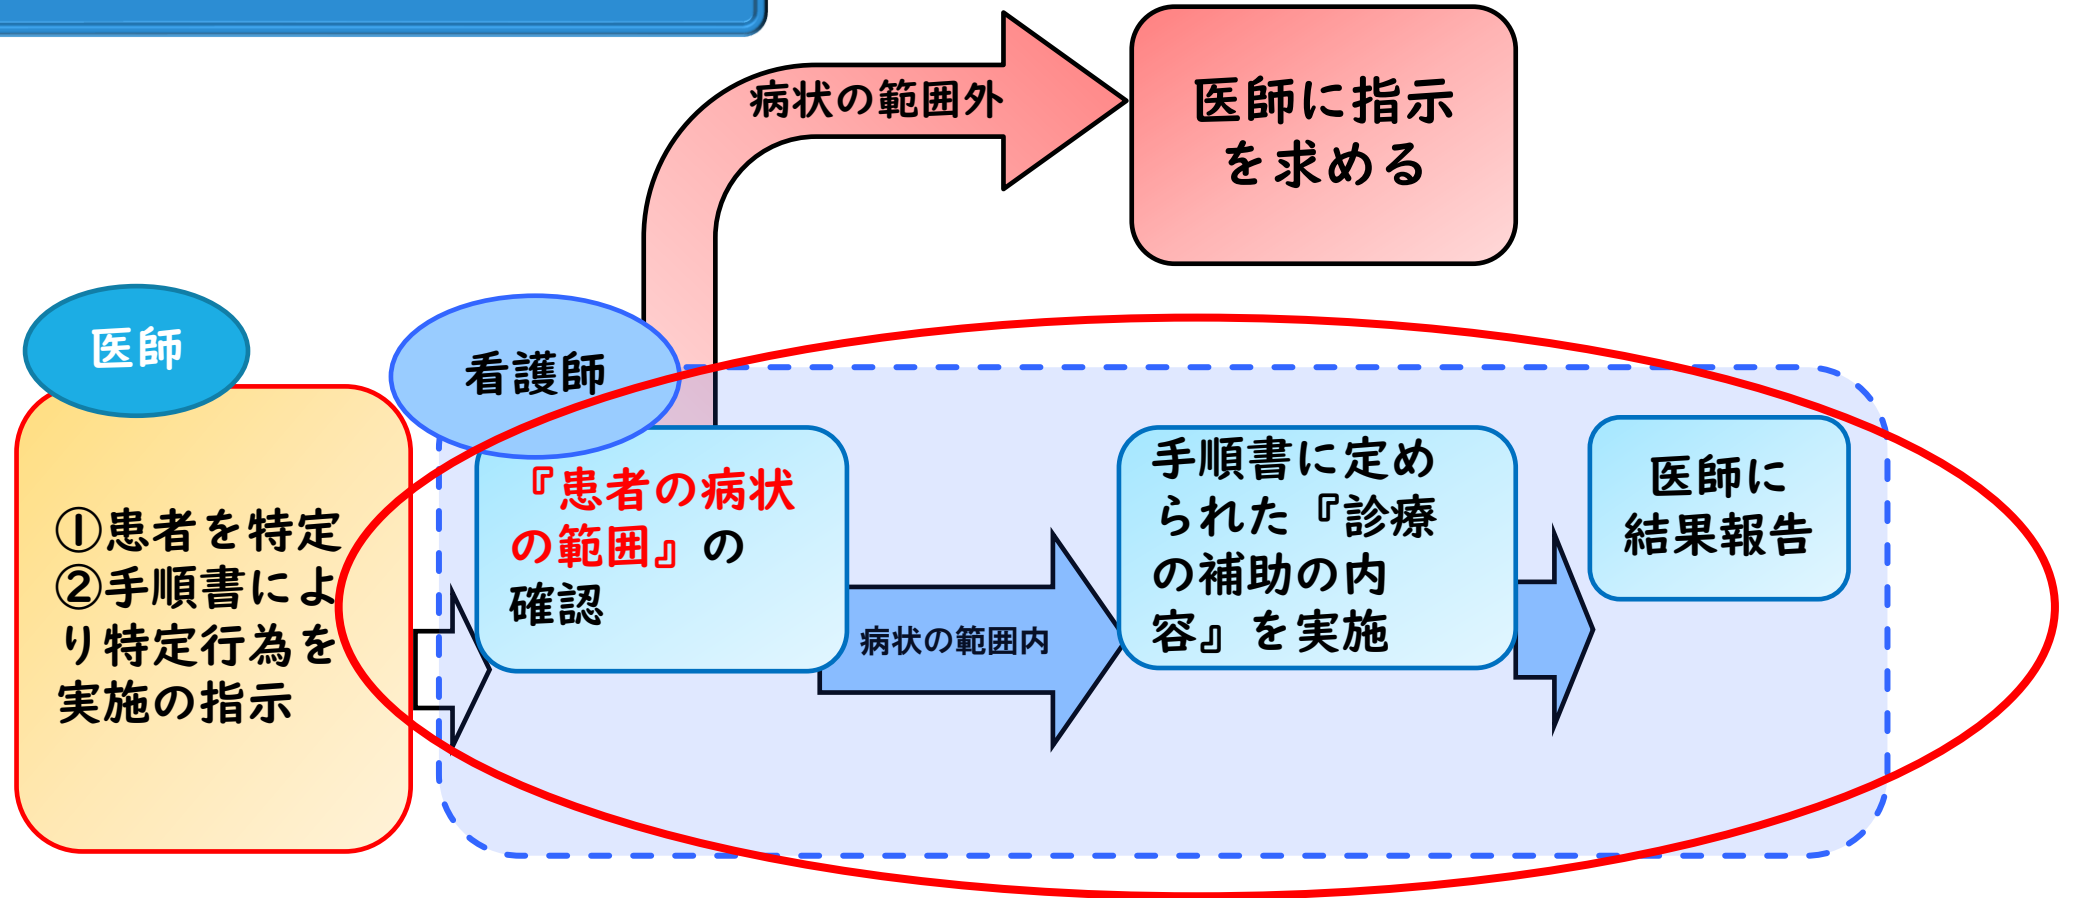 病状の範囲外
医師に指示
を求める
医師
①患者を特定
②手順書によ
り特定行為を
実施の指示
看護師
『患者の病状
の範囲』の
確認
病状の範囲内
手順書に定め
られた『診療
の補助の内
容』を実施
医師に
結果報告